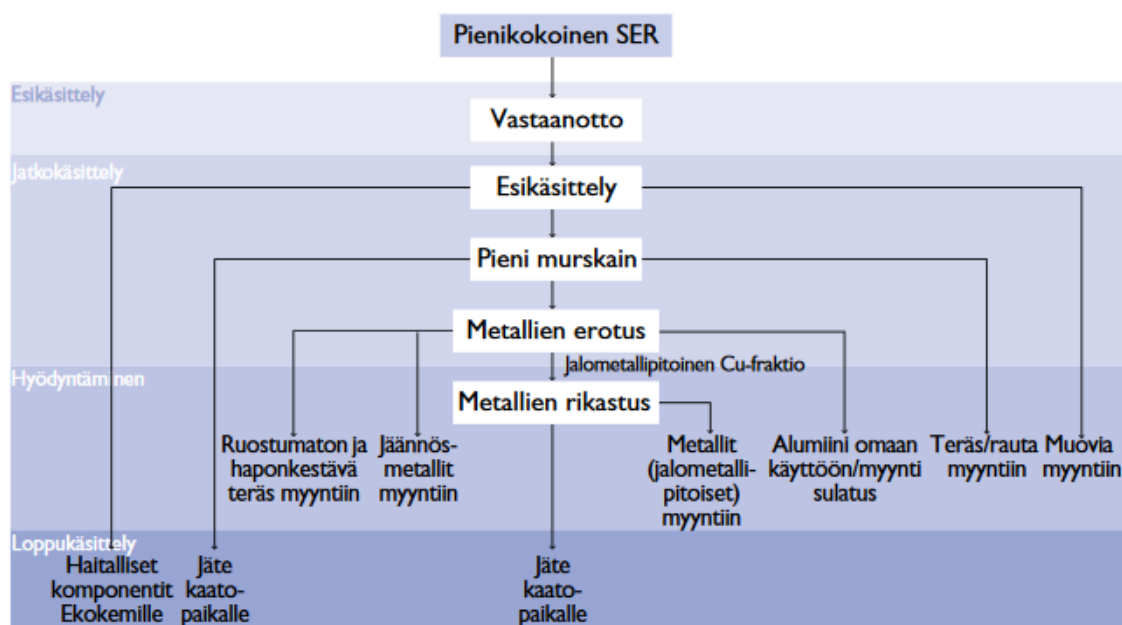 Pienikokoinen SER
Esikäsittely
Vastaanotto
Jatkokäsittely
Esikäsittely
Pieni murskain
Metallien erotus
Jalometallipitoinen Cu-fraktio
Hyödyntäminen
Metallien rikastus
Ruostumaton ja
haponkestävä
teräs myyntiin
Jäännös-
metallit
myyntiin
Metallit
(jalometalli-
pitoiset)
myyntiin
Alumiini omaan
käyttöön/myynti
sulatus
Teräs/rauta
myyntiin
Muovia
myyntiin
Loppukäsittely
Haitalliset
komponentit
Ekokemille
Jäte
kaato-
paikalle
Jäte
kaato-
paikalle